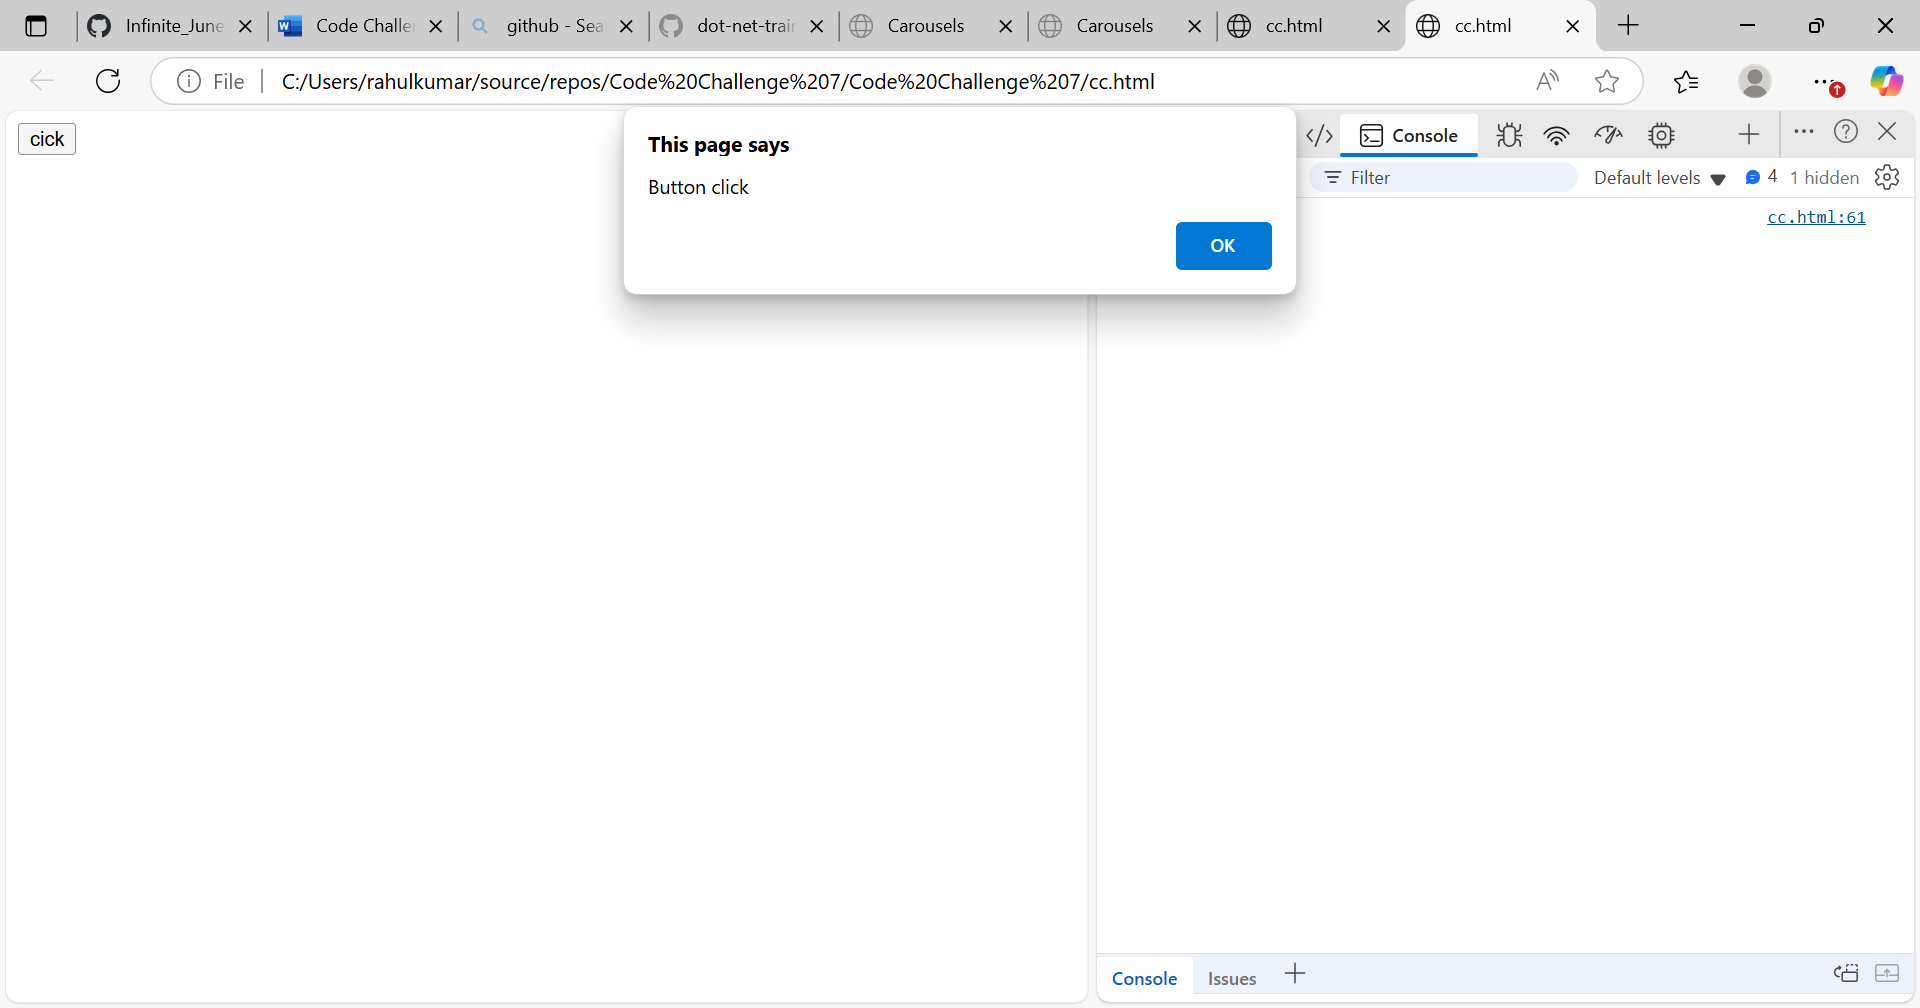 Infinite_June
Code Challer
github - Sea
dot-net-train
Carousels
Carousels
cc.html
cc.html
File
C:/Users/rahulkumar/source/repos/Code%20Challenge%207/Code%20Challenge%207/cc.html
cick
This page says
Button click
OK
Console
Filter
Default levels
4
1 hidden
cc.html:61
Console
Issues